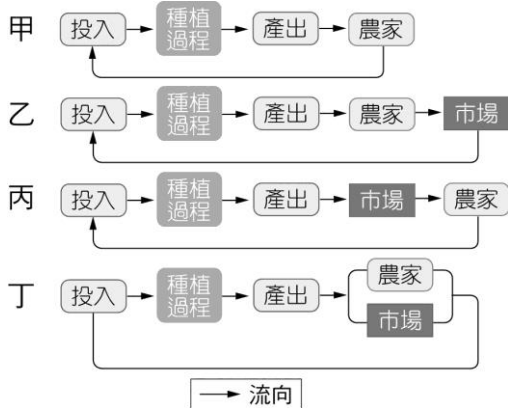 甲 投入 種植過程 產出 農家
乙 投入 種植過程 產出 農家 市場
丙 投入 種植過程 產出 市場 農家
丁 投入 種植過程 產出 農家 市場
流向